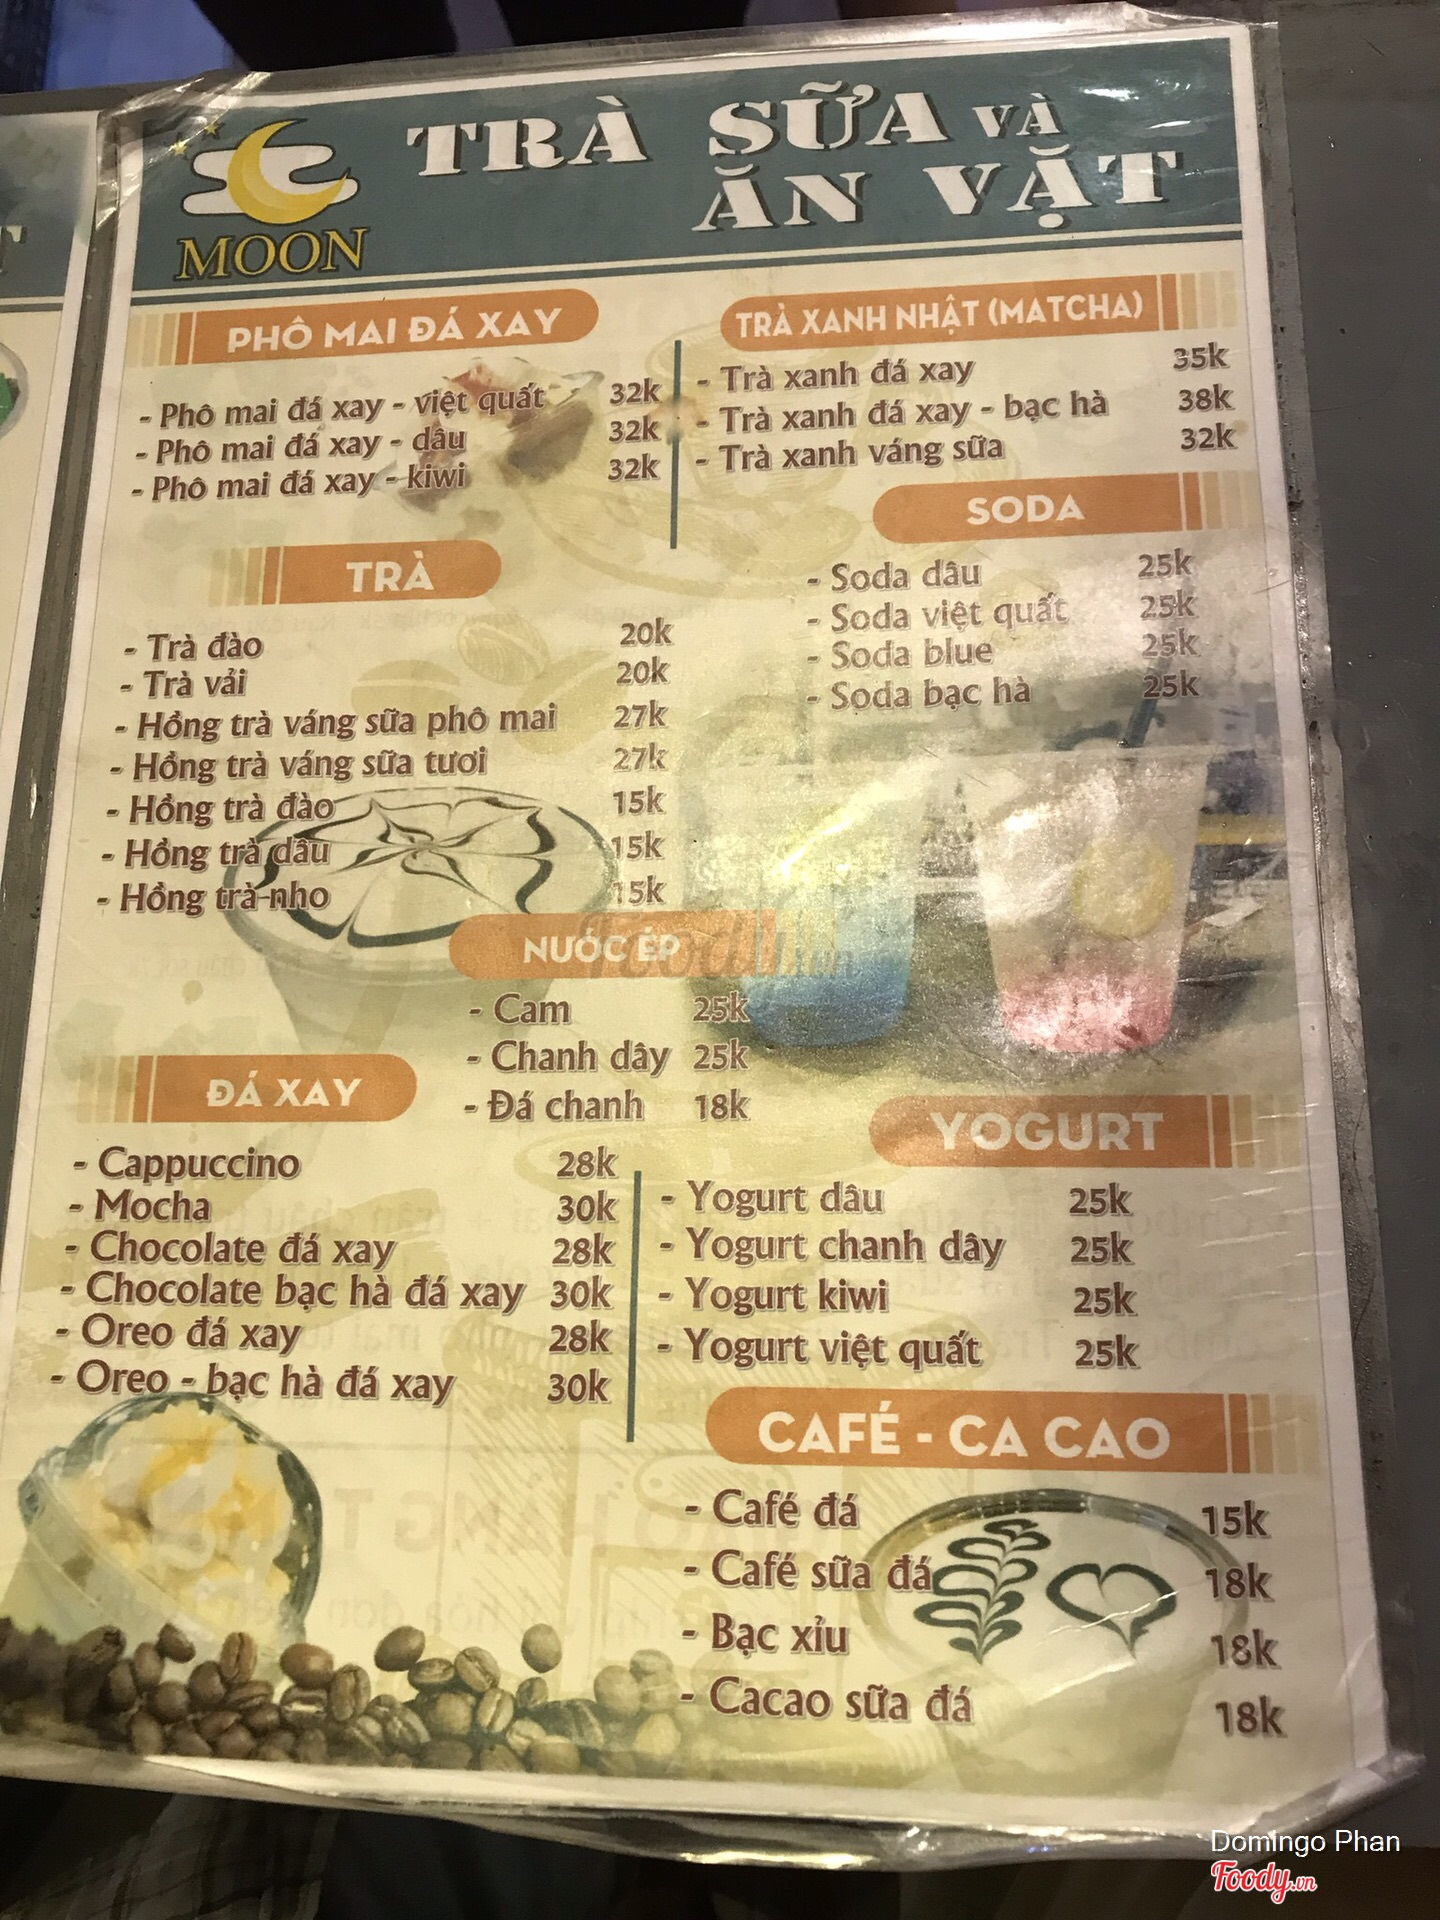 MOON
TRÀ SỮA VÀ
ĂN VẶT
PHÔ MAI ĐÁ XAY
- Phô mai đá xay - việt quất 32k
- Phô mai đá xay - dâu 32k
- Phô mai đá xay - kiwi 32k
TRÀ XANH NHẬT (MATCHA)
- Trà xanh đá xay 35k
- Trà xanh đá xay - bạc hà 38k
- Trà xanh váng sữa 32k
SODA
- Soda dâu 25k
- Soda việt quất 25k
- Soda blue 25k
- Soda bạc hà 25k
TRÀ
- Trà đào 20k
- Trà vải 20k
- Hồng trà váng sữa phô mai 27k
- Hồng trà váng sữa tươi 27k
- Hồng trà đào 15k
- Hồng trà dâu 15k
- Hồng trà nho 15k
NƯỚC ÉP
- Cam 25k
- Chanh dây 25k
- Đá chanh 18k
ĐÁ XAY
- Cappuccino 28k
- Mocha 30k
- Chocolate đá xay 28k
- Chocolate bạc hà đá xay 30k
- Oreo đá xay 28k
- Oreo - bạc hà đá xay 30k
YOGURT
- Yogurt dâu 25k
- Yogurt chanh dây 25k
- Yogurt kiwi 25k
- Yogurt việt quất 25k
CAFÉ - CA CAO
- Café đá 15k
- Café sữa đá 18k
- Bạc xỉu 18k
- Cacao sữa đá 18k
Domingo Phan
Foody.vn